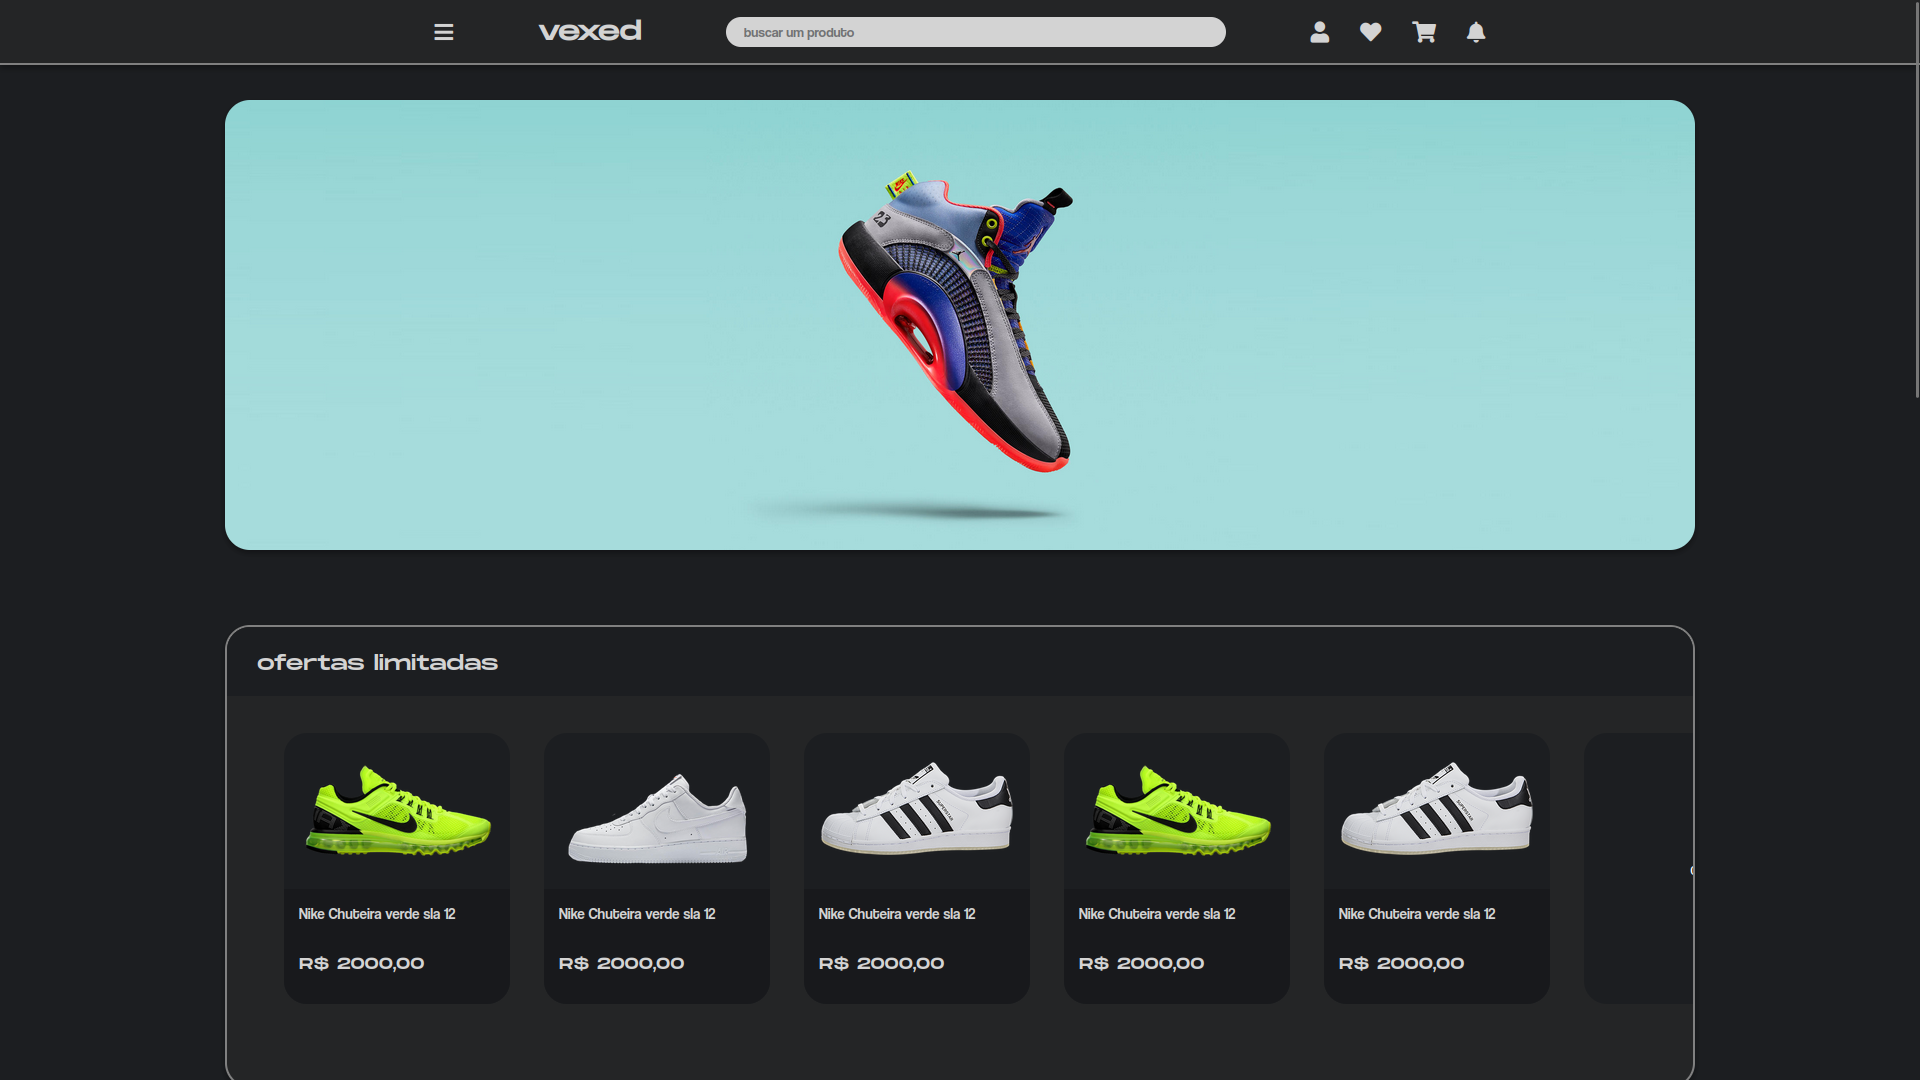 vexed
buscar um produto
23
ofertas limitadas
Nike Chuteira verde sla 12
R$ 2000,00
Nike Chuteira verde sla 12
R$ 2000,00
Nike Chuteira verde sla 12
R$ 2000,00
Nike Chuteira verde sla 12
R$ 2000,00
Nike Chuteira verde sla 12
R$ 2000,00